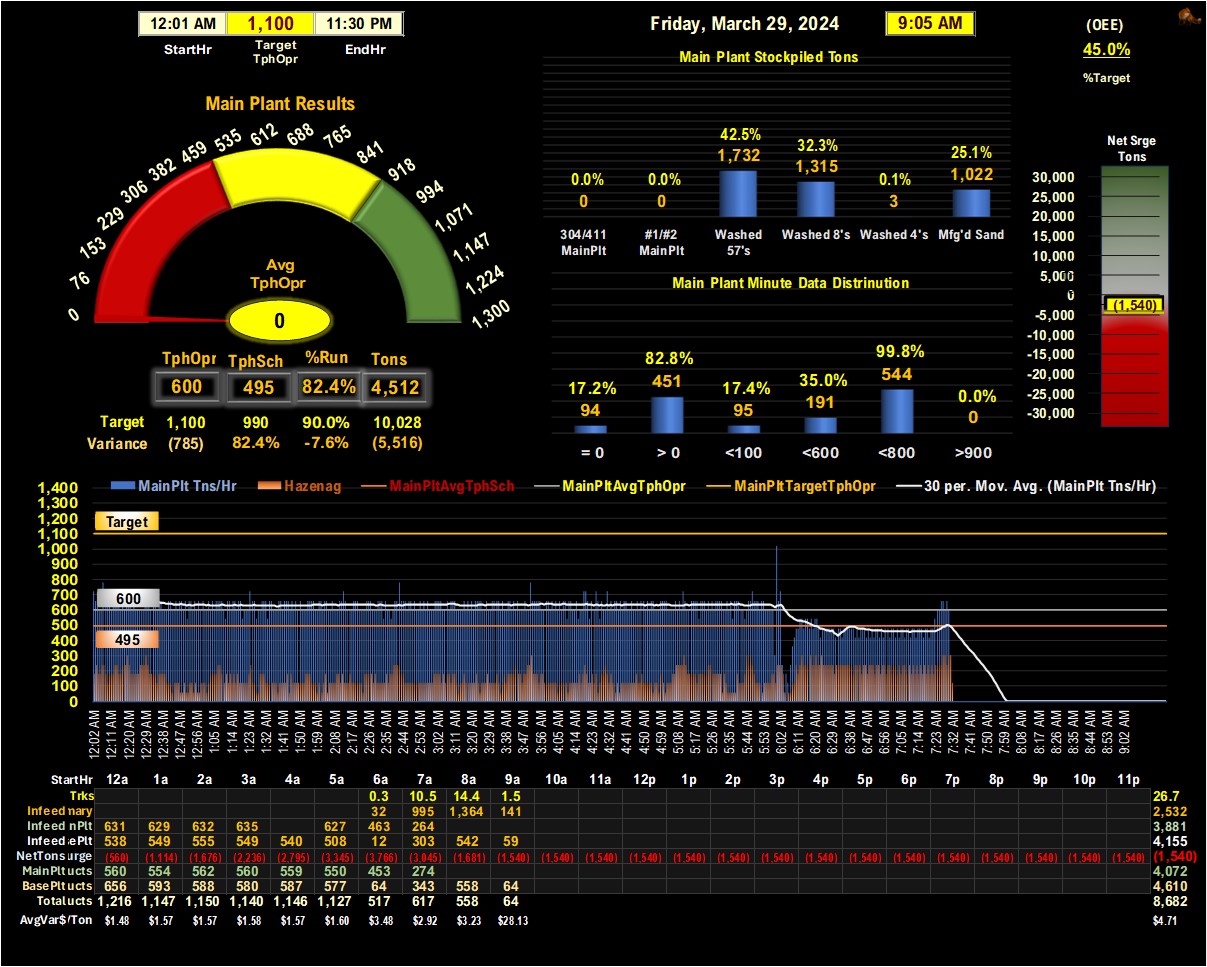 12:01 AM 1,100 11:30 PM
StartHr Target TphOpr EndHr
Friday, March 29, 2024 9:05 AM
(OEE)
45.0%
%Target
Main Plant Results
0 76 153 229 306 382 459 535 612 688 765 841 918 994 1,071 1,147 1,224 1,300
Avg
TphOpr
0
TphOpr TphSch %Run Tons
600 495 82.4% 4,512
Target 1,100 990 90.0% 10,028
Variance (785) 82.4% -7.6% (5,516)
Main Plant Stockpiled Tons
0.0% 0.0% 42.5% 32.3% 0.1% 25.1%
0 0 1,732 1,315 3 1,022
304/411 MainPlt #1/#2 MainPlt Washed 57's Washed 8's Washed 4's Mfg'd Sand
Main Plant Minute Data Distrinution
17.2% 82.8% 17.4% 35.0% 99.8% 0.0%
94 451 95 191 544 0
= 0 > 0 <100 <600 <800 >900
Net Srge
Tons
30,000
25,000
20,000
15,000
10,000
5,000
0
(1,540)
-5,000
-10,000
-15,000
-20,000
-25,000
-30,000
MainPlt Tns/Hr Hazenag MainPltAvgTphSch MainPltAvgTphOpr MainPltTargetTphOpr 30 per. Mov. Avg. (MainPlt Tns/Hr)
1,400
1,300
1,200
Target
1,100
1,000
900
800
700
600
600
500
495
400
300
200
100
0
12:02 AM 12:11 AM 12:20 AM 12:29 AM 12:38 AM 12:47 AM 12:56 AM 1:05 AM 1:14 AM 1:23 AM 1:32 AM 1:41 AM 1:50 AM 1:59 AM 2:08 AM 2:17 AM 2:26 AM 2:35 AM 2:44 AM 2:53 AM 3:02 AM 3:11 AM 3:20 AM 3:29 AM 3:38 AM 3:47 AM 3:56 AM 4:05 AM 4:14 AM 4:23 AM 4:32 AM 4:41 AM 4:50 AM 4:59 AM 5:08 AM 5:17 AM 5:26 AM 5:35 AM 5:44 AM 5:53 AM 6:02 AM 6:11 AM 6:20 AM 6:29 AM 6:38 AM 6:47 AM 6:56 AM 7:05 AM 7:14 AM 7:23 AM 7:32 AM 7:41 AM 7:50 AM 7:59 AM 8:08 AM 8:17 AM 8:26 AM 8:35 AM 8:44 AM 8:53 AM 9:02 AM
StartHr 12a 1a 2a 3a 4a 5a 6a 7a 8a 9a 10a 11a 12p 1p 2p 3p 4p 5p 6p 7p 8p 9p 10p 11p
Trks 0.3 10.5 14.4 1.5 26.7
Infeed nary 32 995 1,364 141 2,532
Infeed nPlt 631 629 632 635 627 463 264 3,881
Infeed ePlt 538 549 555 549 540 508 12 303 542 59 4,155
NetTons urge (560) (1,114) (1,676) (2,236) (2,795) (3,345) (3,766) (3,045) (1,681) (1,540) (1,540) (1,540) (1,540) (1,540) (1,540) (1,540) (1,540) (1,540) (1,540) (1,540) (1,540) (1,540) (1,540) (1,540) (1,540)
MainPlt ucts 560 554 562 560 559 550 453 274 4,072
BasePlt ucts 656 593 588 580 587 577 64 343 558 64 4,610
Total ucts 1,216 1,147 1,150 1,140 1,146 1,127 517 617 558 64 8,682
AvgVar$/Ton $1.48 $1.57 $1.57 $1.58 $1.57 $1.60 $3.48 $2.92 $3.23 $28.13 $4.71